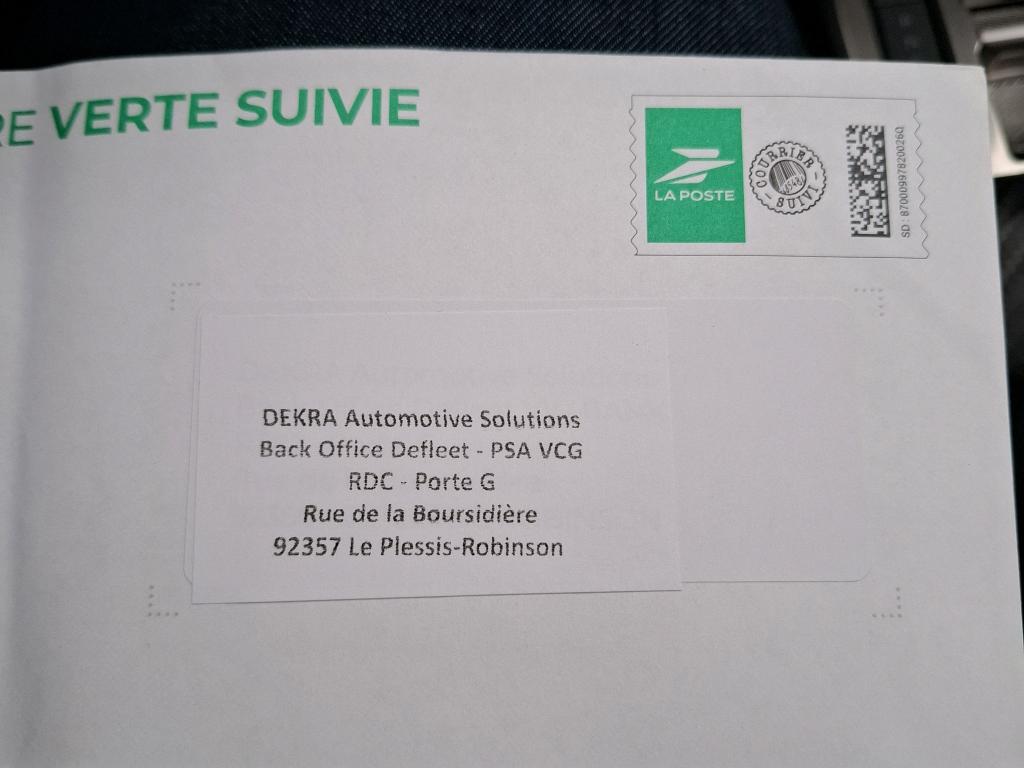 RE VERTE SUIVIE
LA POSTE
COURRIER
SUIVI
SD : 87000997820026Q
DEKRA Automotive Solutions
Back Office Defleet - PSA VCG
RDC - Porte G
Rue de la Boursidière
92357 Le Plessis-Robinson